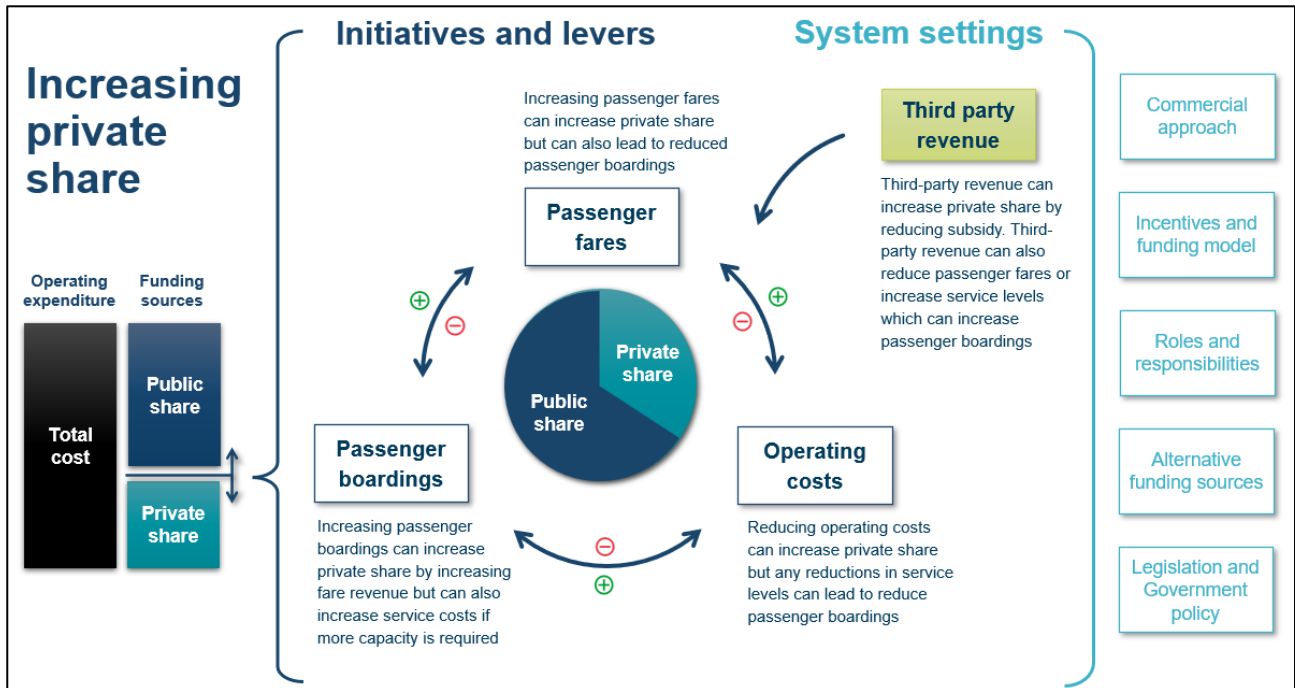 Increasing
private
share
Operating
expenditure
Funding
sources
Total
cost
Public
share
Private
share
Initiatives and levers
System settings
Increasing passenger fares
can increase private share
but can also lead to reduced
passenger boardings
Passenger
fares
Third party
revenue
Third-party revenue can
increase private share by
reducing subsidy. Third-
party revenue can also
reduce passenger fares or
increase service levels
which can increase
passenger boardings
Private
share
Public
share
Passenger
boardings
Increasing passenger
boardings can increase
private share by increasing
fare revenue but can also
increase service costs if
more capacity is required
Operating
costs
Reducing operating costs
can increase private share
but any reductions in service
levels can lead to reduce
passenger boardings
Commercial
approach
Incentives and
funding model
Roles and
responsibilities
Alternative
funding sources
Legislation and
Government
policy